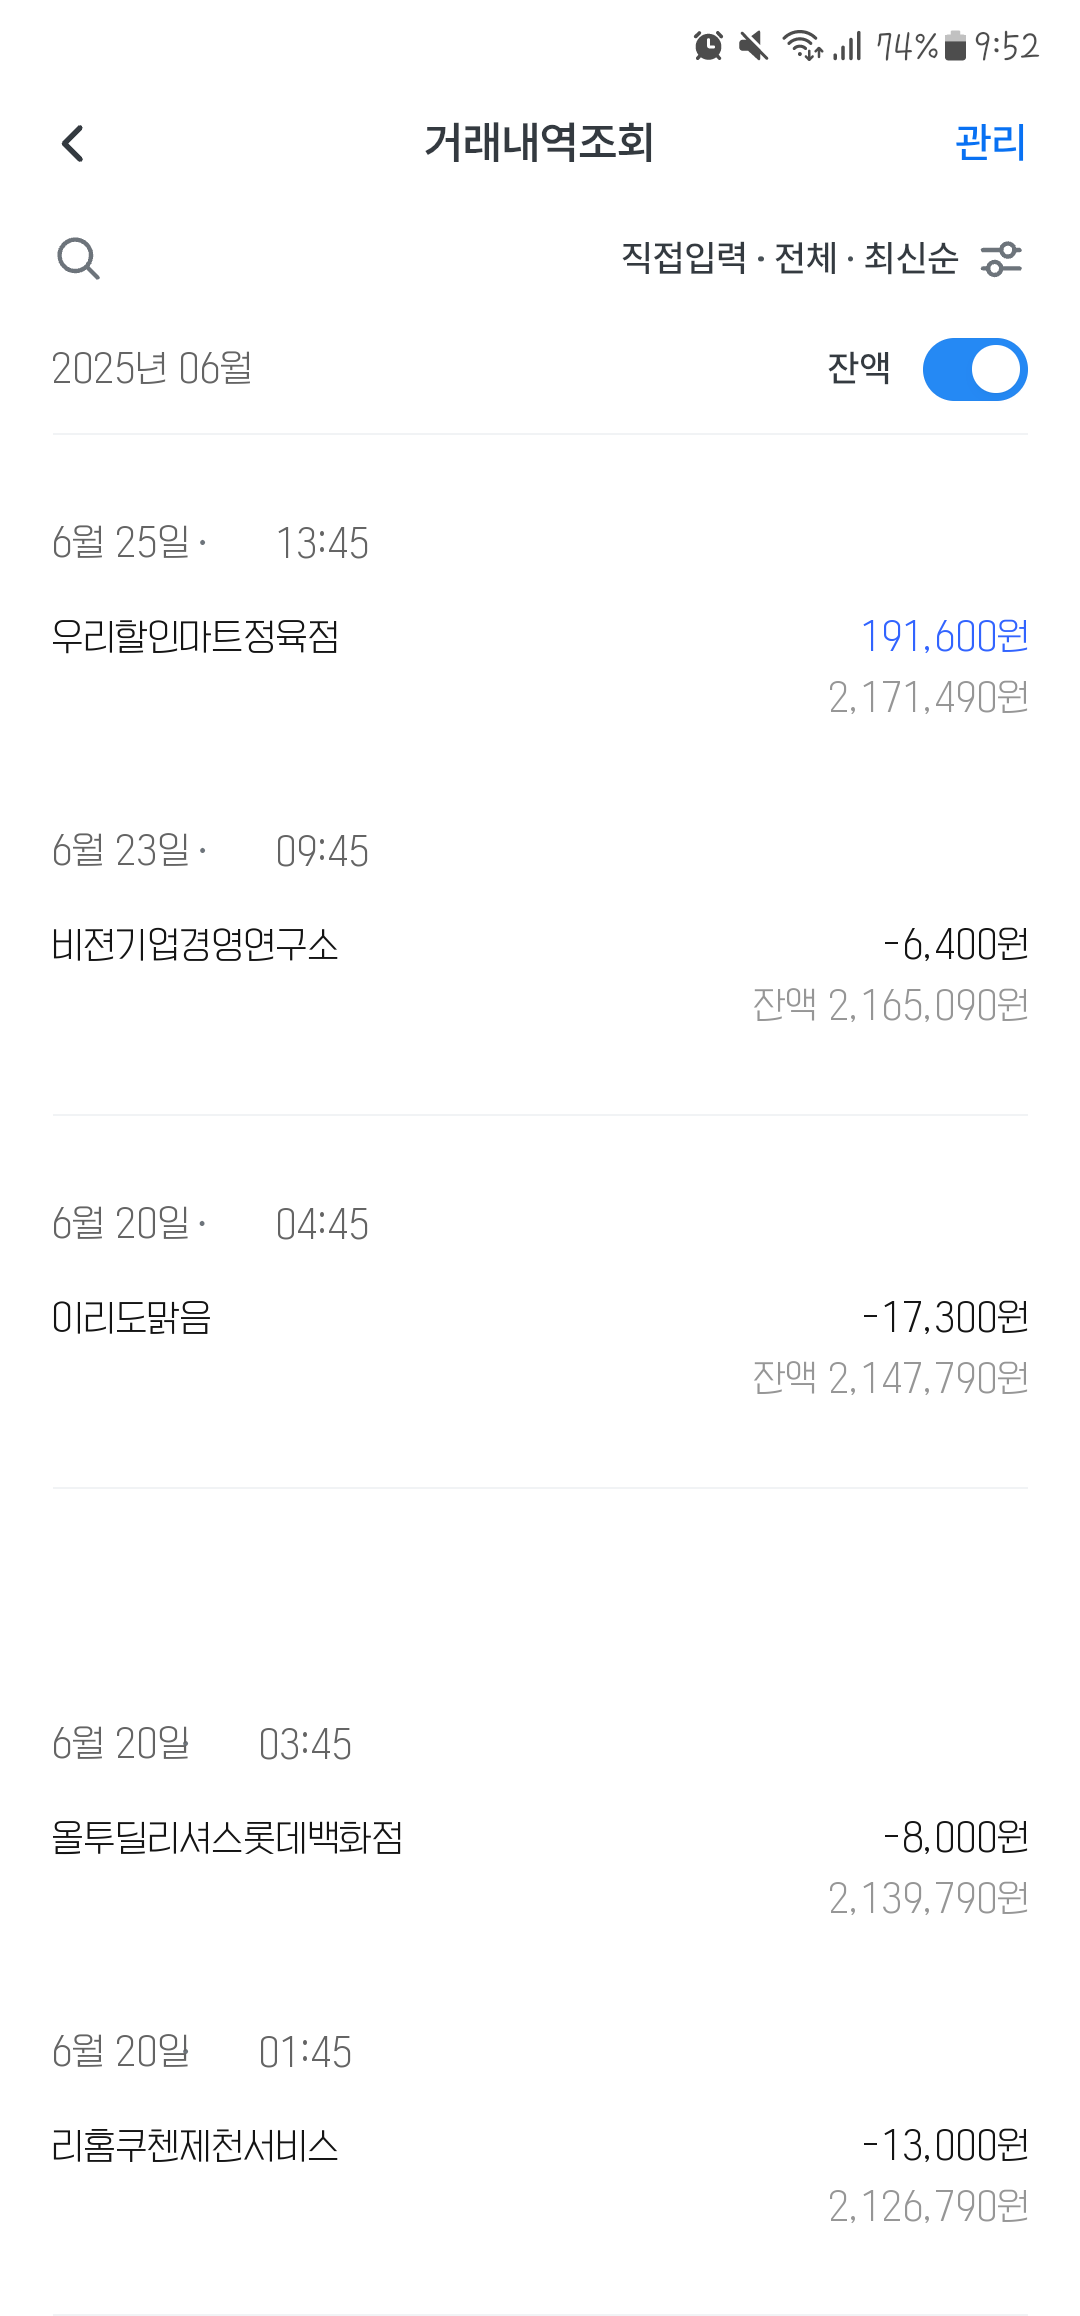 74% 9:52
거래내역조회 관리
직접입력 · 전체 · 최신순
2025년 06월 잔액
6월 25일 · 13:45
우리할인마트정육점 191,600원
2,171,490원
6월 23일 · 09:45
비젼기업경영연구소 -6,400원
잔액 2,165,090원
6월 20일 · 04:45
이리도맑음 -17,300원
잔액 2,147,790원
6월 20일 03:45
올투딜리셔스롯데백화점 -8,000원
2,139,790원
6월 20일 01:45
리홈쿠첸제천서비스 -13,000원
2,126,790원